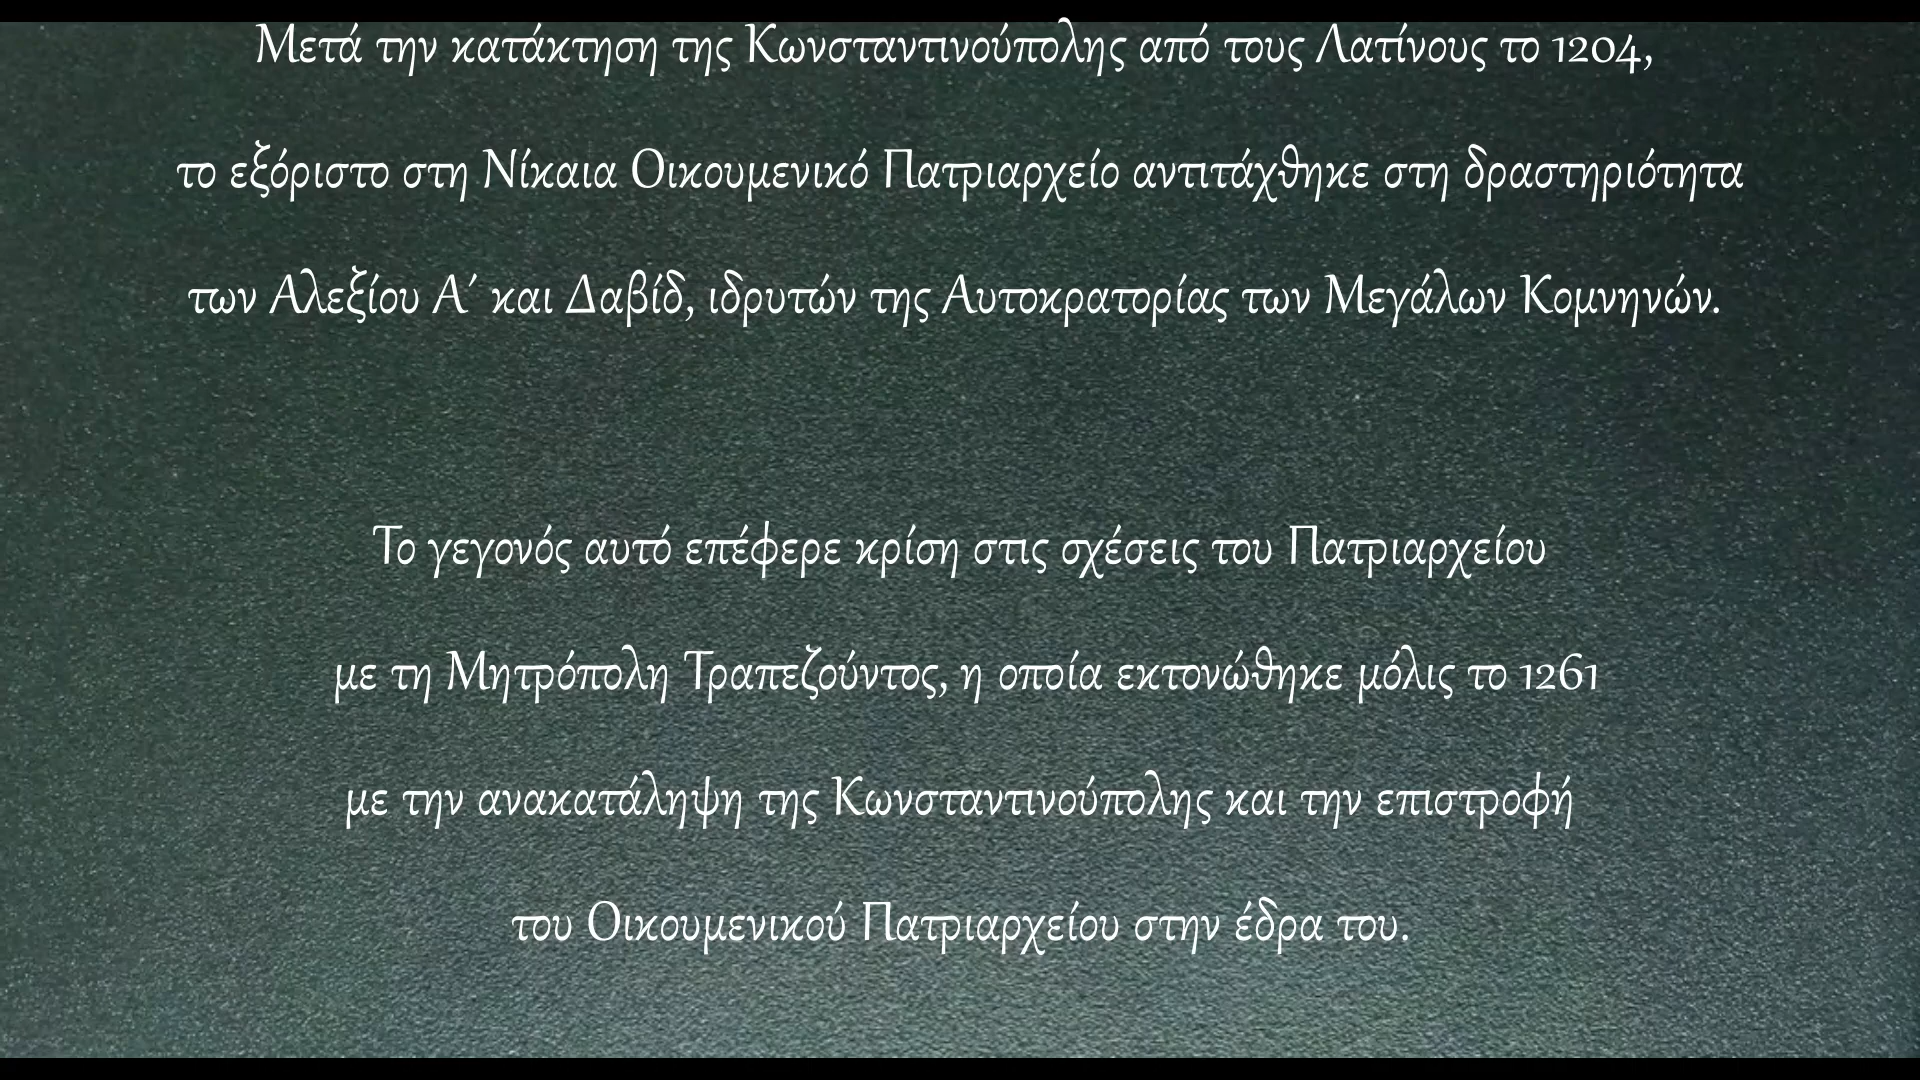 Μετά την κατάκτηση της Κωνσταντινούπολης από τους Λατίνους το 1204,
το εξόριστο στη Νίκαια Οικουμενικό Πατριαρχείο αντιτάχθηκε στη δραστηριότητα
των Αλεξίου Α΄ και Δαβίδ, ιδρυτών της Αυτοκρατορίας των Μεγάλων Κομνηνών.
Το γεγονός αυτό επέφερε κρίση στις σχέσεις του Πατριαρχείου
με τη Μητρόπολη Τραπεζούντος, η οποία εκτονώθηκε μόλις το 1261
με την ανακατάληψη της Κωνσταντινούπολης και την επιστροφή
του Οικουμενικού Πατριαρχείου στην έδρα του.